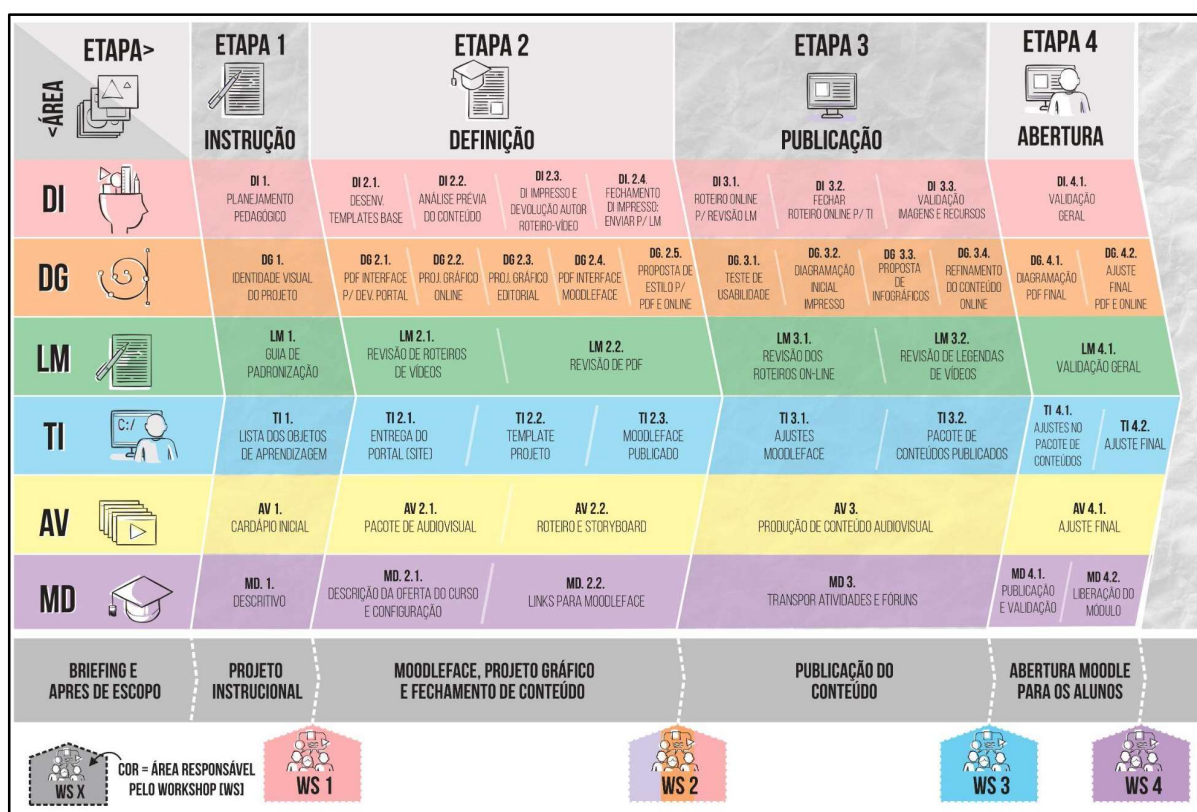 ETAPA>
<ÁREA
ETAPA 1
INSTRUÇÃO
ETAPA 2
DEFINIÇÃO
ETAPA 3
PUBLICAÇÃO
ETAPA 4
ABERTURA
DI
DI 1.
PLANEJAMENTO
PEDAGÓGICO
DI 2.1.
DESENV.
TEMPLATES BASE
DI 2.2.
ANÁLISE PRÉVIA
DO CONTEÚDO
DI 2.3.
DI IMPRESSO E
DEVOLUÇÃO AUTOR
ROTEIRO-VÍDEO
DI. 2.4.
FECHAMENTO
DI IMPRESSO:
ENVIAR P/ LM
DI 3.1.
ROTEIRO ONLINE
P/ REVISÃO LM
DI 3.2.
FECHAR
ROTEIRO ONLINE P/ TI
DI 3.3.
VALIDAÇÃO
IMAGENS E RECURSOS
DI. 4.1.
VALIDAÇÃO
GERAL
DG
DG 1.
IDENTIDADE VISUAL
DO PROJETO
DG 2.1.
PDF INTERFACE
P/ DEV. PORTAL
DG 2.2.
PROJ. GRÁFICO
ONLINE
DG 2.3.
PROJ. GRÁFICO
EDITORIAL
DG 2.4.
PDF INTERFACE
MOODLEFACE
DG 2.5.
PROPOSTA DE
ESTILO P/
PDF E ONLINE
DG. 3.1.
TESTE DE
USABILIDADE
DG. 3.2.
DIAGRAMAÇÃO
INICIAL
IMPRESSO
DG 3.3.
PROPOSTA
DE
INFOGRÁFICOS
DG. 3.4.
REFINAMENTO
DO CONTEÚDO
ONLINE
DG. 4.1.
DIAGRAMAÇÃO
PDF FINAL
DG. 4.2.
AJUSTE
FINAL
PDF E ONLINE
LM
LM 1.
GUIA DE
PADRONIZAÇÃO
LM 2.1.
REVISÃO DE ROTEIROS
DE VÍDEOS
LM 2.2.
REVISÃO DE PDF
LM 3.1.
REVISÃO DOS
ROTEIROS ON-LINE
LM 3.2.
REVISÃO DE LEGENDAS
DE VÍDEOS
LM 4.1.
VALIDAÇÃO GERAL
TI
C:/
TI 1.
LISTA DOS OBJETOS
DE APRENDIZAGEM
TI 2.1.
ENTREGA DO
PORTAL (SITE)
TI 2.2.
TEMPLATE
PROJETO
TI 2.3.
MOODLEFACE
PUBLICADO
TI 3.1.
AJUSTES
MOODLEFACE
TI 3.2.
PACOTE DE
CONTEÚDOS PUBLICADOS
TI 4.1.
AJUSTES NO
PACOTE DE
CONTEÚDOS
TI 4.2.
AJUSTE FINAL
AV
AV 1.
CARDÁPIO INICIAL
AV 2.1.
PACOTE DE AUDIOVISUAL
AV 2.2.
ROTEIRO E STORYBOARD
AV 3.
PRODUÇÃO DE CONTEÚDO AUDIOVISUAL
AV 4.1.
AJUSTE FINAL
MD
MD. 1.
DESCRITIVO
MD. 2.1.
DESCRIÇÃO DA OFERTA DO CURSO
E CONFIGURAÇÃO
MD. 2.2.
LINKS PARA MOODLEFACE
MD 3.
TRANSPOR ATIVIDADES E FÓRUNS
MD 4.1.
PUBLICAÇÃO
E VALIDAÇÃO
MD 4.2.
LIBERAÇÃO DO
MÓDULO
BRIEFING E
APRES DE ESCOPO
PROJETO
INSTRUCIONAL
MOODLEFACE, PROJETO GRÁFICO
E FECHAMENTO DE CONTEÚDO
PUBLICAÇÃO DO
CONTEÚDO
ABERTURA MOODLE
PARA OS ALUNOS
WS X
COR = ÁREA RESPONSÁVEL
PELO WORKSHOP (WS)
WS 1
WS 2
WS 3
WS 4